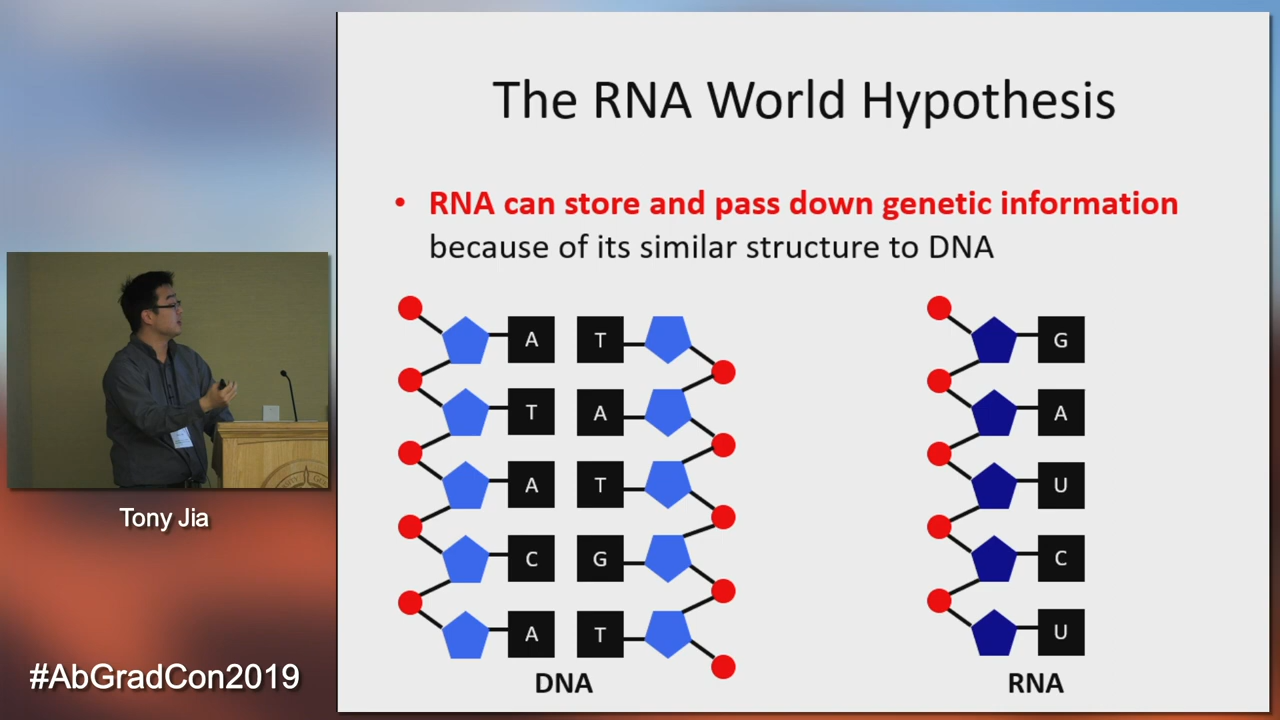 The RNA World Hypothesis
• RNA can store and pass down genetic information
because of its similar structure to DNA
A T G
T A A
A T U
C G C
A T U
DNA RNA
Tony Jia
#AbGradCon2019